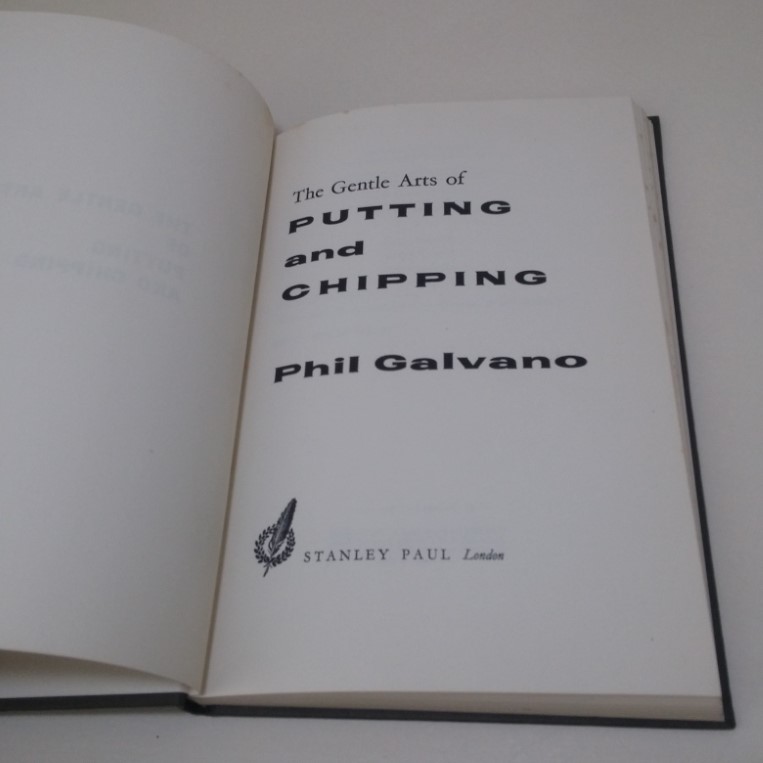 The Gentle Arts of
PUTTING
and
CHIPPING
Phil Galvano
STANLEY PAUL London